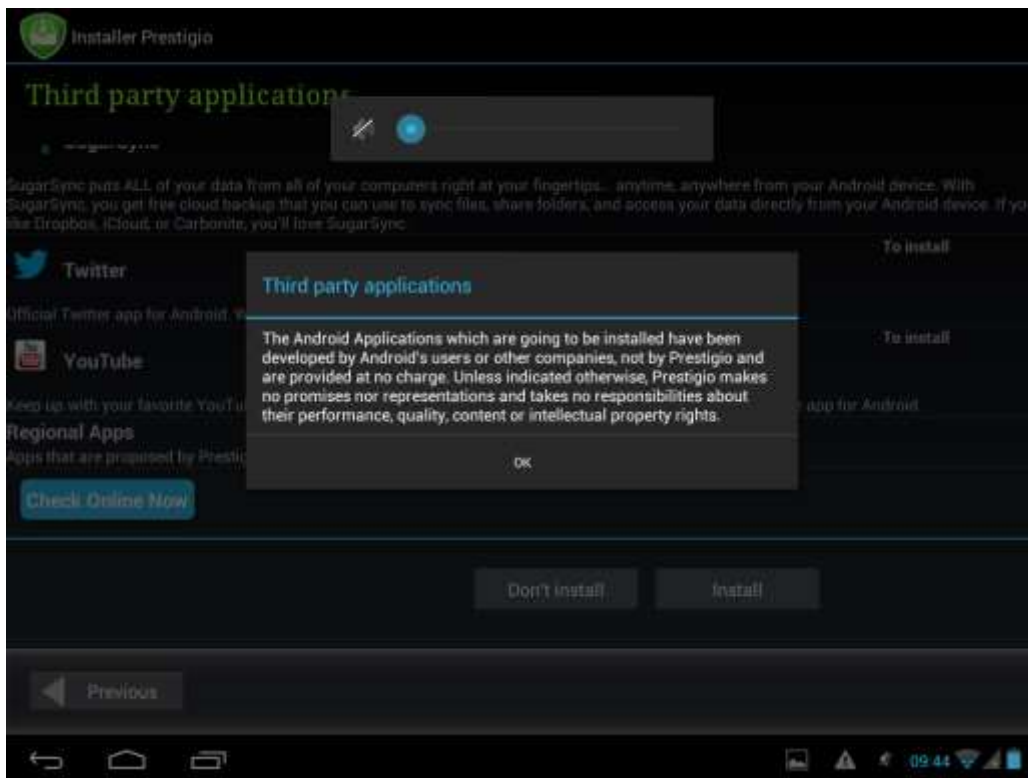 Installer Prestigio
Third party applications
SugarSync
SugarSync puts ALL of your data from all of your computers right at your fingertips... anytime, anywhere from your Android device. With
SugarSync, you get free cloud backup that you can use to sync files, share folders, and access your data directly from your Android device. If you
like Dropbox, iCloud, or Carbonite, you'll love SugarSync.
To install
Twitter
Official Twitter app for Android.
To install
YouTube
Keep up with your favorite
app for Android
Regional Apps
Apps that are proposed by
Check Online Now
Third party applications
The Android Applications which are going to be installed have been
developed by Android's users or other companies, not by Prestigio and
are provided at no charge. Unless indicated otherwise, Prestigio makes
no promises nor representations and takes no responsibilities about
their performance, quality, content or intellectual property rights.
OK
Don't install
Install
Previous
09:44